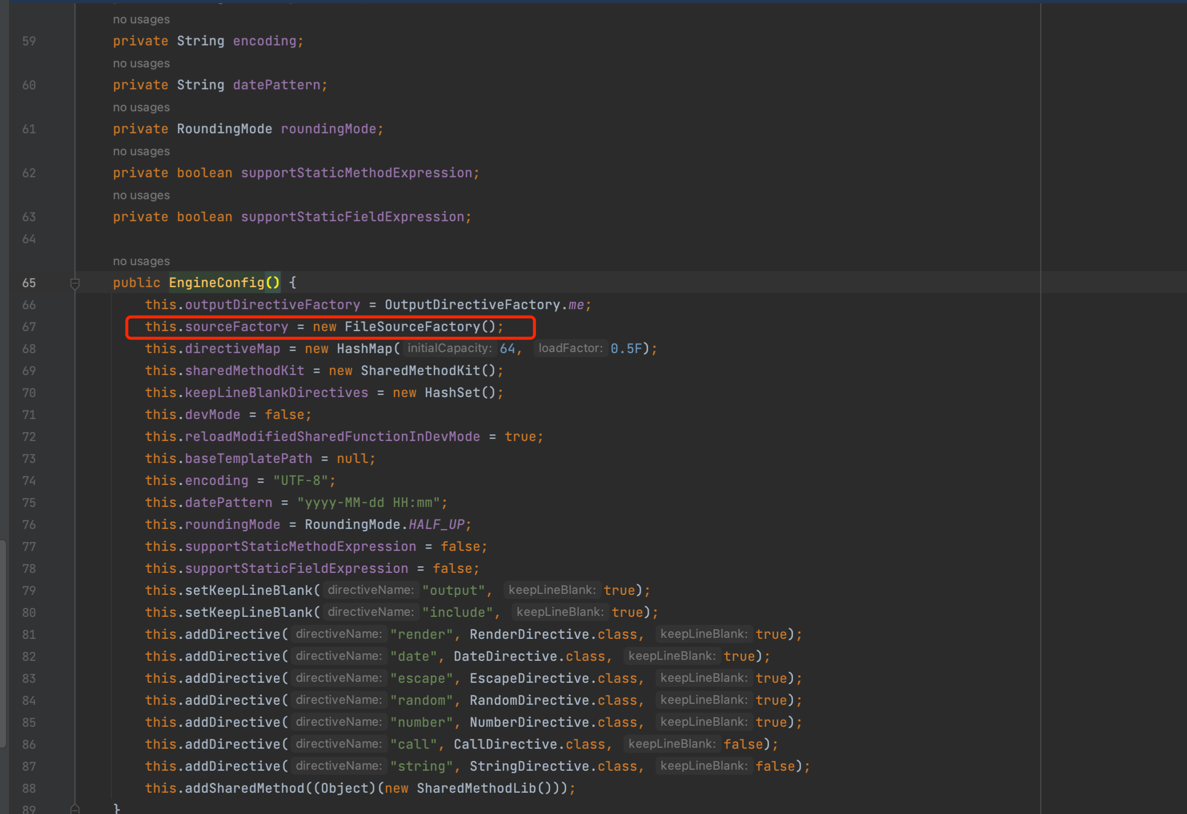 no usages
59 private String encoding;
no usages
60 private String datePattern;
no usages
61 private RoundingMode roundingMode;
no usages
62 private boolean supportStaticMethodExpression;
no usages
63 private boolean supportStaticFieldExpression;
64
no usages
65 public EngineConfig() {
66 this.outputDirectiveFactory = OutputDirectiveFactory.me;
67 this.sourceFactory = new FileSourceFactory();
68 this.directiveMap = new HashMap( initialCapacity: 64, loadFactor: 0.5F);
69 this.sharedMethodKit = new SharedMethodKit();
70 this.keepLineBlankDirectives = new HashSet();
71 this.devMode = false;
72 this.reloadModifiedSharedFunctionInDevMode = true;
73 this.baseTemplatePath = null;
74 this.encoding = "UTF-8";
75 this.datePattern = "yyyy-MM-dd HH:mm";
76 this.roundingMode = RoundingMode.HALF_UP;
77 this.supportStaticMethodExpression = false;
78 this.supportStaticFieldExpression = false;
79 this.setKeepLineBlank( directiveName: "output", keepLineBlank: true);
80 this.setKeepLineBlank( directiveName: "include", keepLineBlank: true);
81 this.addDirective( directiveName: "render", RenderDirective.class, keepLineBlank: true);
82 this.addDirective( directiveName: "date", DateDirective.class, keepLineBlank: true);
83 this.addDirective( directiveName: "escape", EscapeDirective.class, keepLineBlank: true);
84 this.addDirective( directiveName: "random", RandomDirective.class, keepLineBlank: true);
85 this.addDirective( directiveName: "number", NumberDirective.class, keepLineBlank: true);
86 this.addDirective( directiveName: "call", CallDirective.class, keepLineBlank: false);
87 this.addDirective( directiveName: "string", StringDirective.class, keepLineBlank: false);
88 this.addSharedMethod((Object)(new SharedMethodLib()));
89 }